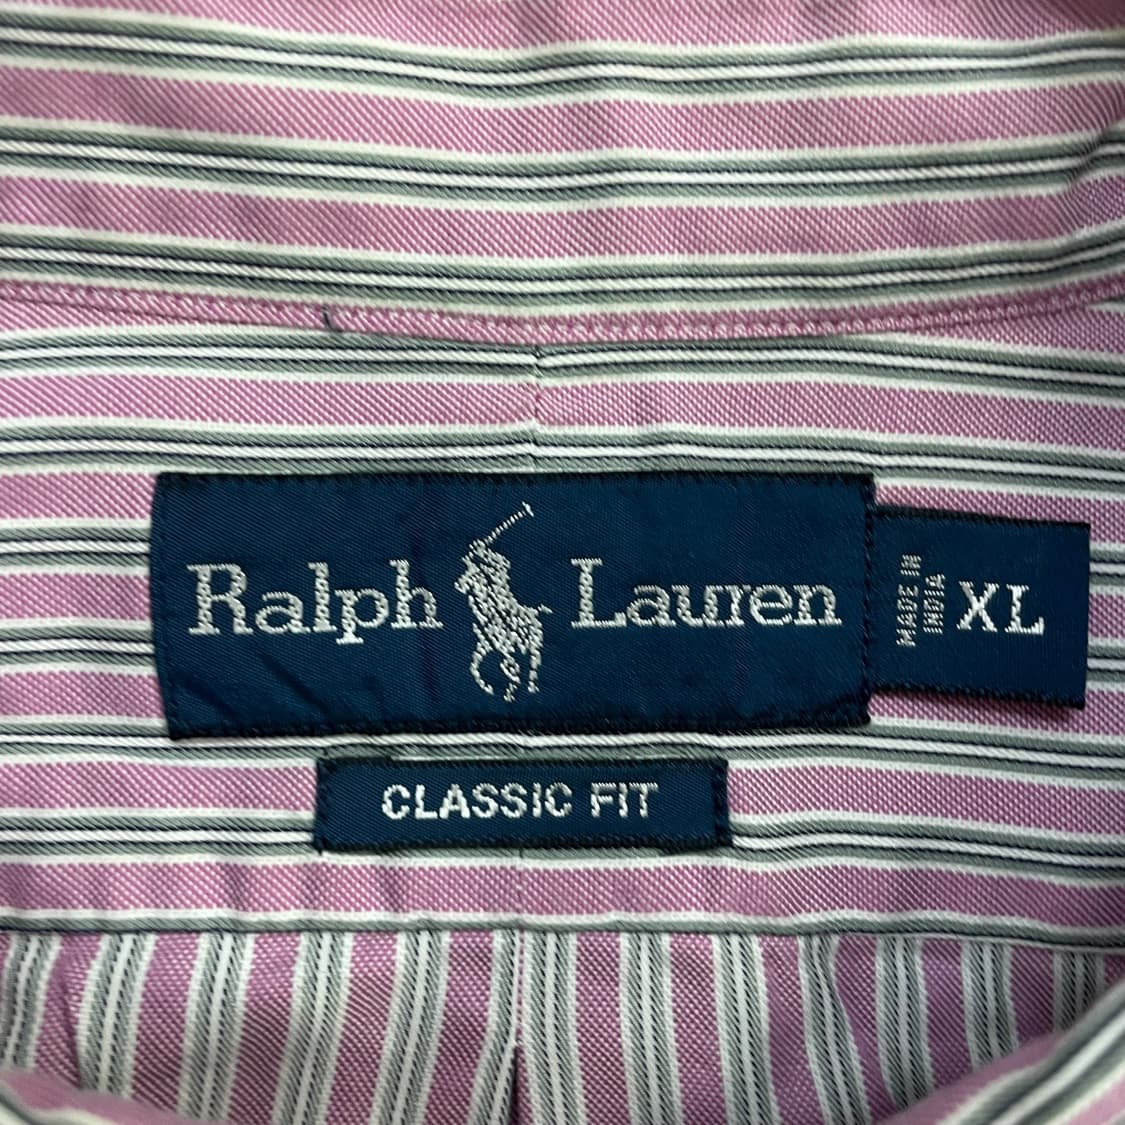 Ralph Lauren
MADE IN
INDIA
XL
CLASSIC FIT